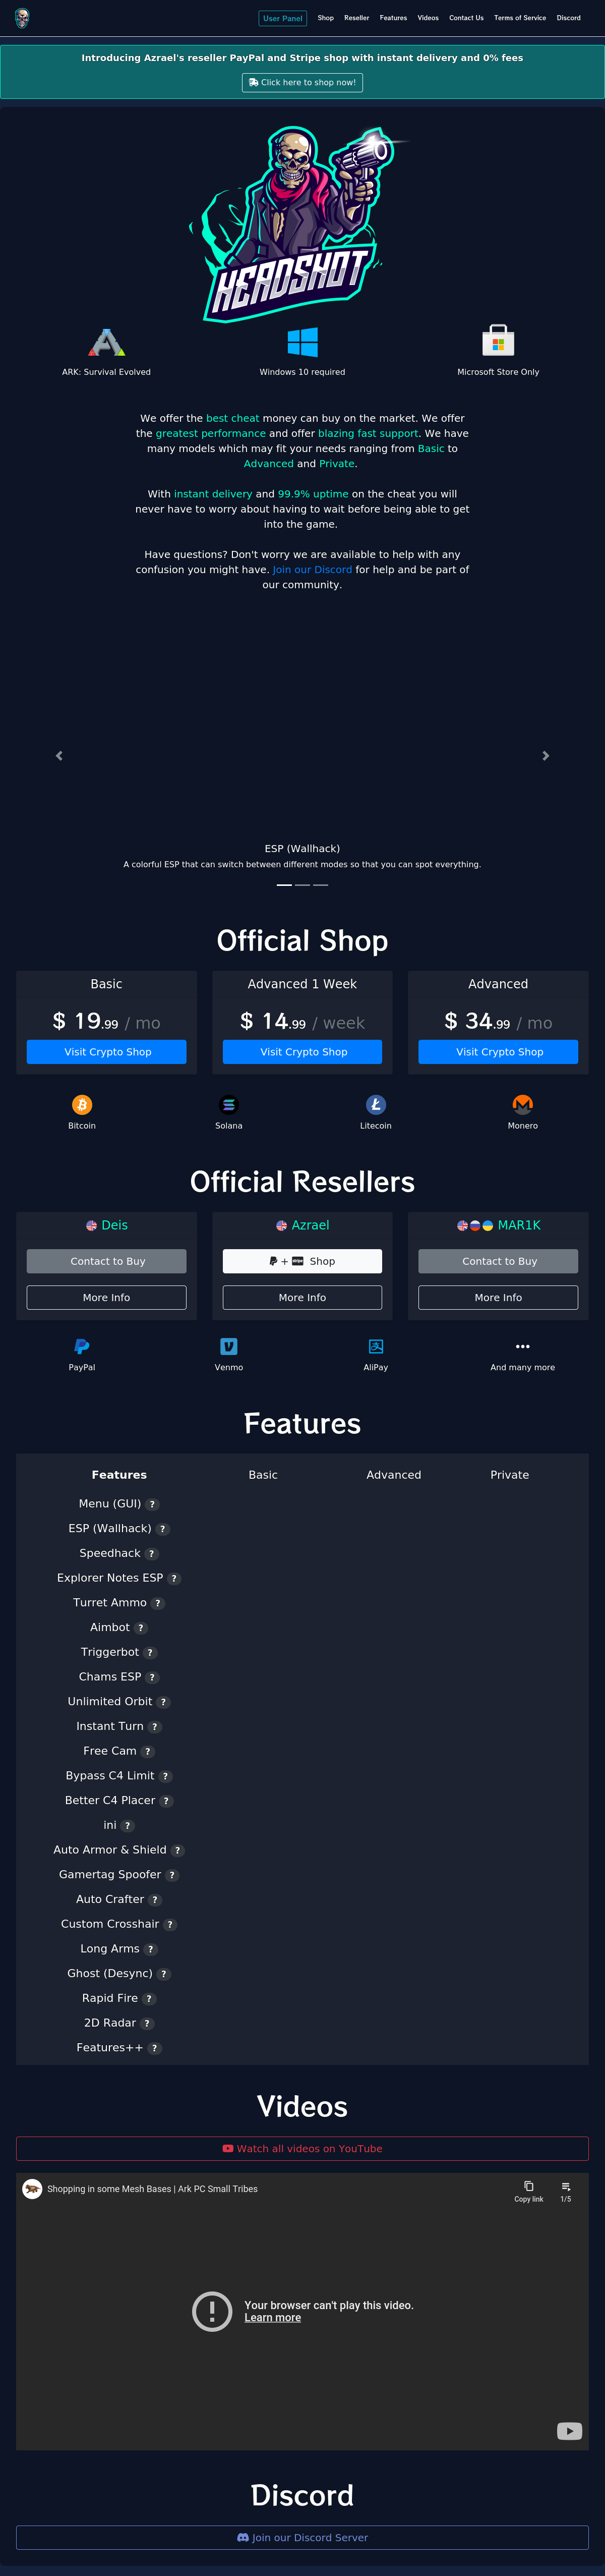 User Panel Shop Reseller Features Videos Contact Us Terms of Service Discord
Introducing Azrael's reseller PayPal and Stripe shop with instant delivery and 0% fees
Click here to shop now!
HEADSHOT
ARK: Survival Evolved
Windows 10 required
Microsoft Store Only
We offer the best cheat money can buy on the market. We offer
the greatest performance and offer blazing fast support. We have
many models which may fit your needs ranging from Basic to
Advanced and Private.
With instant delivery and 99.9% uptime on the cheat you will
never have to worry about having to wait before being able to get
into the game.
Have questions? Don't worry we are available to help with any
confusion you might have. Join our Discord for help and be part of
our community.
ESP (Wallhack)
A colorful ESP that can switch between different modes so that you can spot everything.
Official Shop
Basic
$ 19.99 / mo
Visit Crypto Shop
Advanced 1 Week
$ 14.99 / week
Visit Crypto Shop
Advanced
$ 34.99 / mo
Visit Crypto Shop
Bitcoin
Solana
Litecoin
Monero
Official Resellers
Deis
Contact to Buy
More Info
Azrael
+ Shop
More Info
MAR1K
Contact to Buy
More Info
PayPal
Venmo
AliPay
And many more
Features
Features Basic Advanced Private
Menu (GUI) ?
ESP (Wallhack) ?
Speedhack ?
Explorer Notes ESP ?
Turret Ammo ?
Aimbot ?
Triggerbot ?
Chams ESP ?
Unlimited Orbit ?
Instant Turn ?
Free Cam ?
Bypass C4 Limit ?
Better C4 Placer ?
ini ?
Auto Armor & Shield ?
Gamertag Spoofer ?
Auto Crafter ?
Custom Crosshair ?
Long Arms ?
Ghost (Desync) ?
Rapid Fire ?
2D Radar ?
Features++ ?
Videos
Watch all videos on YouTube
Shopping in some Mesh Bases | Ark PC Small Tribes
Copy link
1/5
Your browser can't play this video.
Learn more
Discord
Join our Discord Server